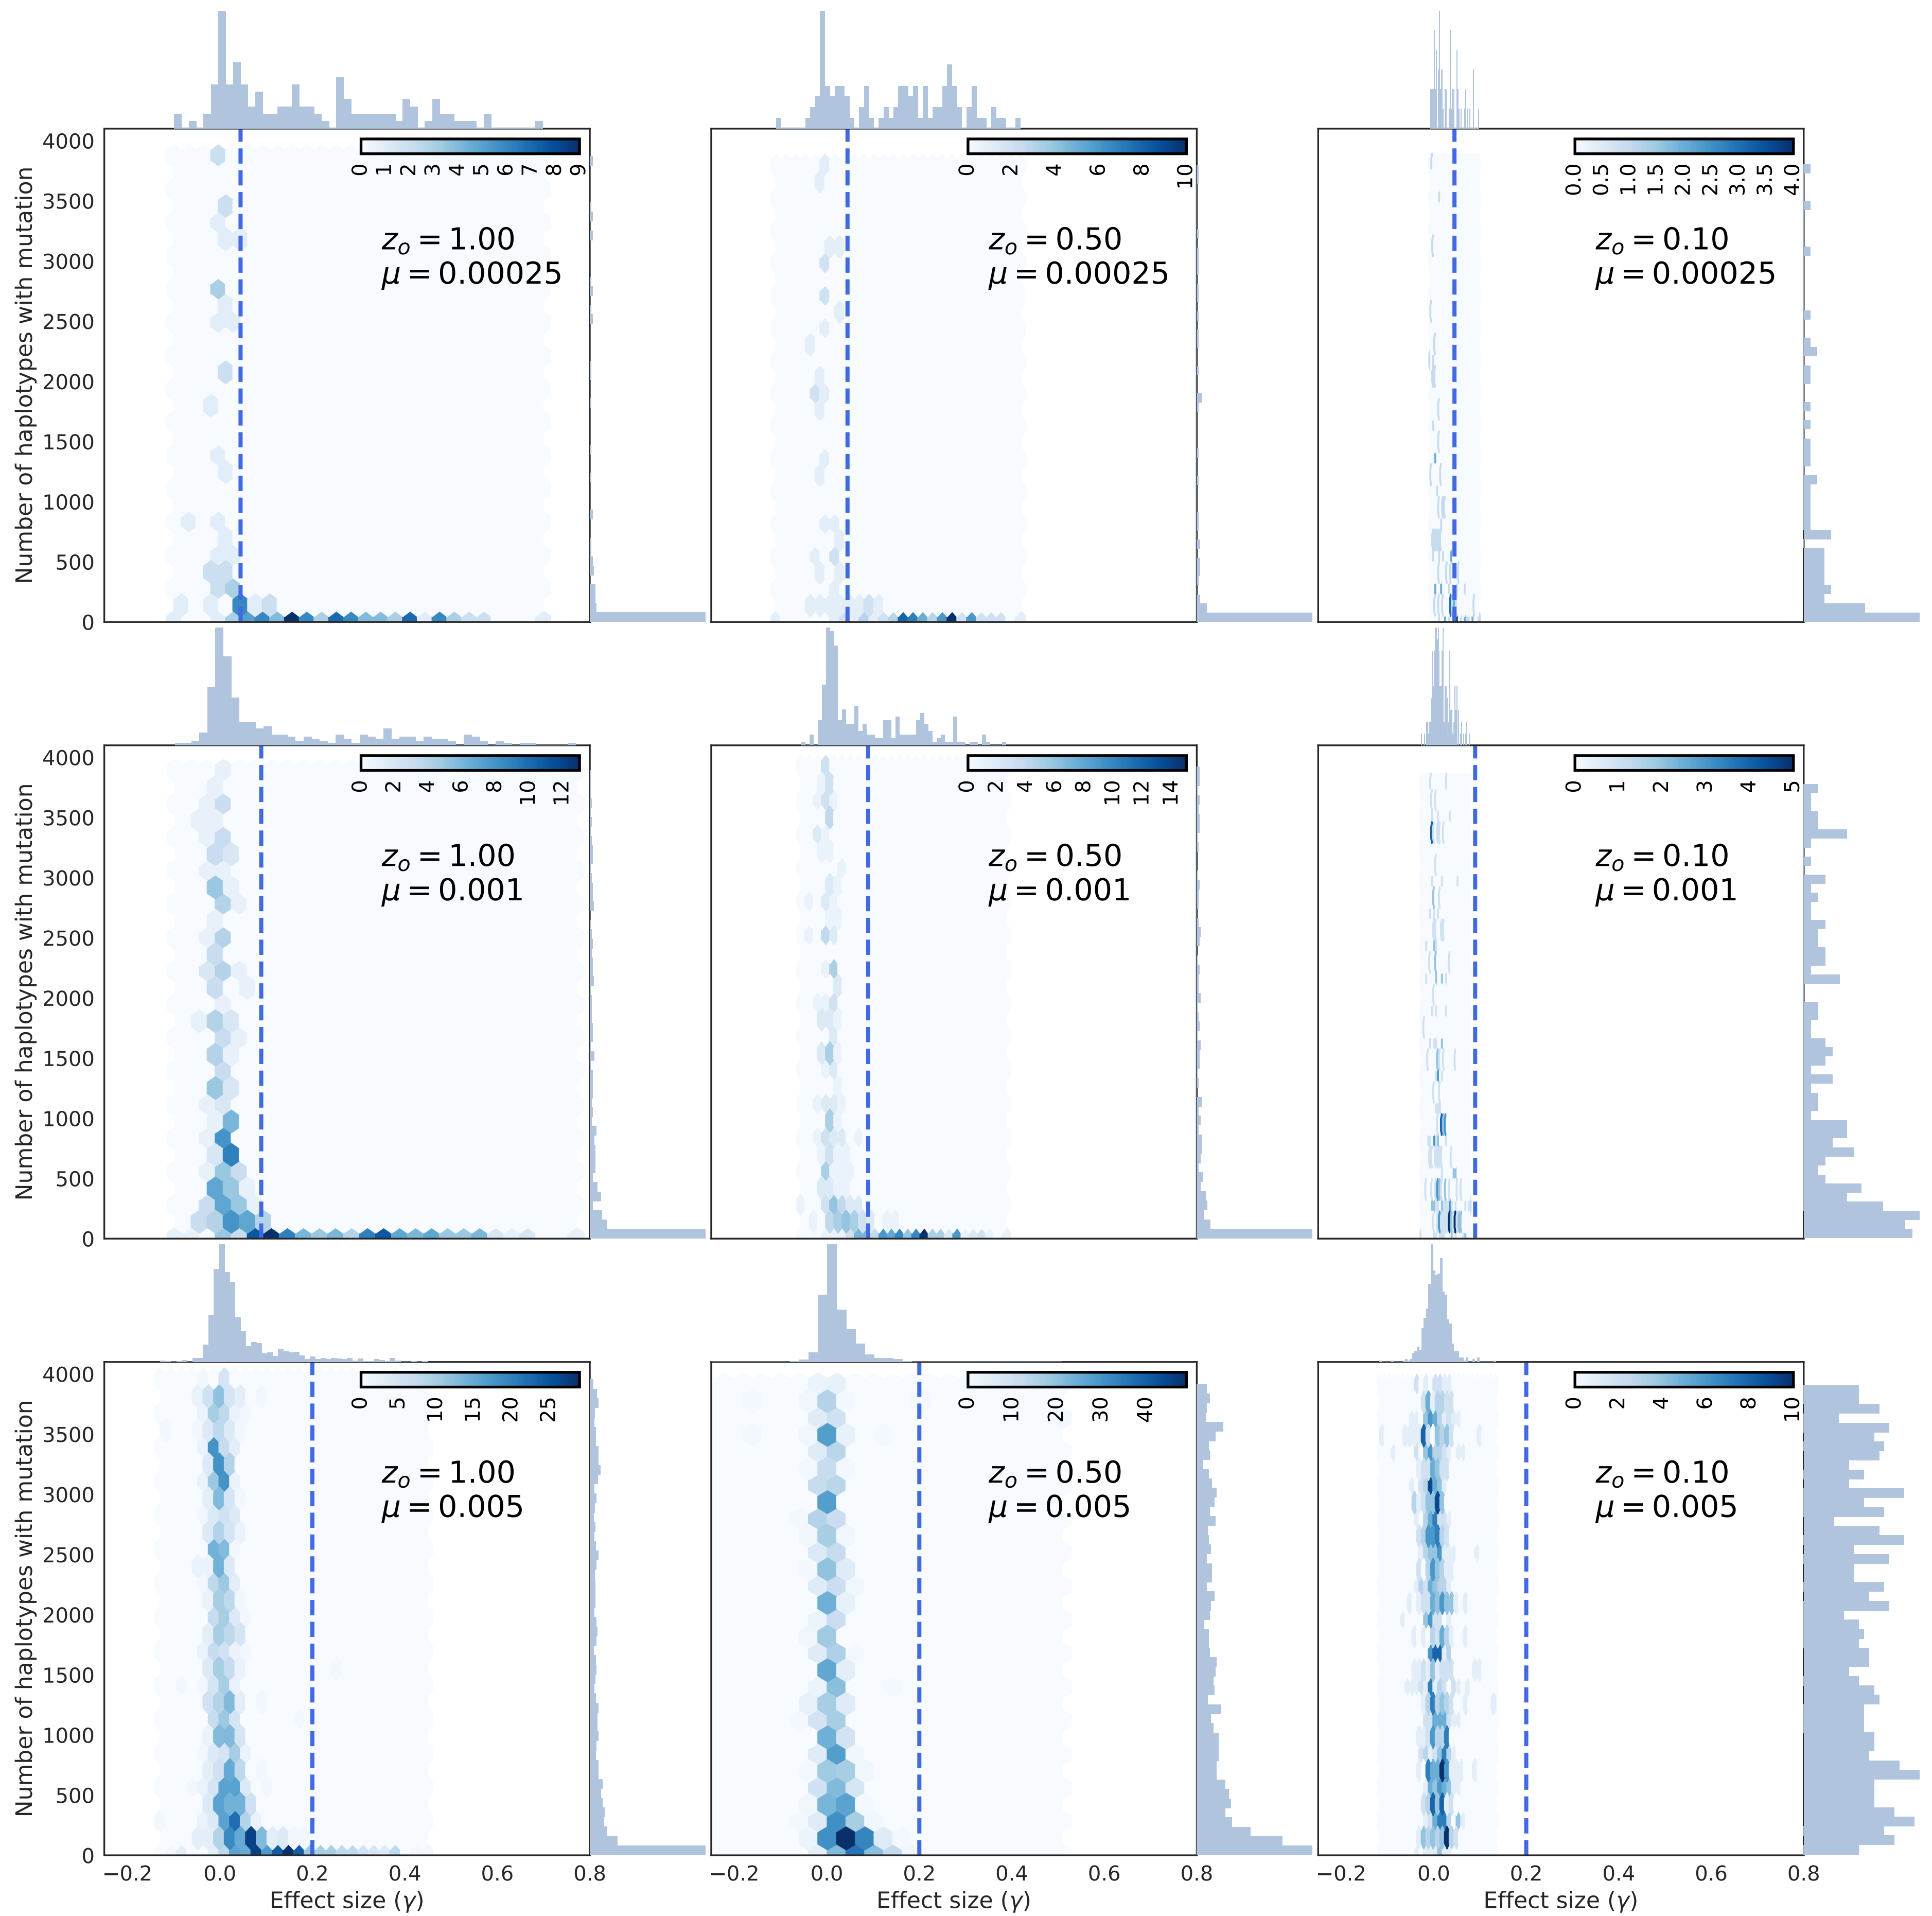 0 1 2 3 4 5 6 7 8 9
0 2 4 6 8 10
0.0 0.5 1.0 1.5 2.0 2.5 3.0 3.5 4.0
Number of haplotypes with mutation
4000
3500
3000
2500
2000
1500
1000
500
0
zₒ = 1.00
μ = 0.00025
zₒ = 0.50
μ = 0.00025
zₒ = 0.10
μ = 0.00025
0 2 4 6 8 10 12
0 2 4 6 8 10 12 14
0 1 2 3 4 5
Number of haplotypes with mutation
4000
3500
3000
2500
2000
1500
1000
500
0
zₒ = 1.00
μ = 0.001
zₒ = 0.50
μ = 0.001
zₒ = 0.10
μ = 0.001
0 5 10 15 20 25
0 10 20 30 40
0 2 4 6 8 10
Number of haplotypes with mutation
4000
3500
3000
2500
2000
1500
1000
500
0
zₒ = 1.00
μ = 0.005
zₒ = 0.50
μ = 0.005
zₒ = 0.10
μ = 0.005
−0.2 0.0 0.2 0.4 0.6 0.8
−0.2 0.0 0.2 0.4 0.6 0.8
−0.2 0.0 0.2 0.4 0.6 0.8
Effect size (γ)
Effect size (γ)
Effect size (γ)